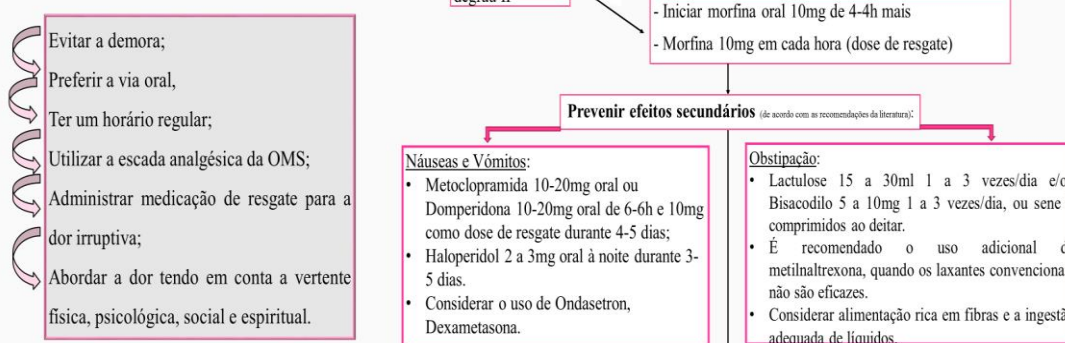 Evitar a demora;
Preferir a via oral,
Ter um horário regular;
Utilizar a escada analgésica da OMS;
Administrar medicação de resgate para a
dor irruptiva;
Abordar a dor tendo em conta a vertente
física, psicológica, social e espiritual.
- Iniciar morfina oral 10mg de 4-4h mais
- Morfina 10mg em cada hora (dose de resgate)
Prevenir efeitos secundários (de acordo com as recomendações da literatura):
Náuseas e Vómitos:
• Metoclopramida 10-20mg oral ou
Domperidona 10-20mg oral de 6-6h e 10mg
como dose de resgate durante 4-5 dias;
• Haloperidol 2 a 3mg oral à noite durante 3-
5 dias.
• Considerar o uso de Ondasetron,
Dexametasona.
Obstipação:
• Lactulose 15 a 30ml 1 a 3 vezes/dia
Bisacodilo 5 a 10mg 1 a 3 vezes/dia, ou sene
comprimidos ao deitar.
• É recomendado o uso adicional
metilnaltrexona, quando os laxantes
não são eficazes.
• Considerar alimentação rica em fibras e a
adequada de líquidos.